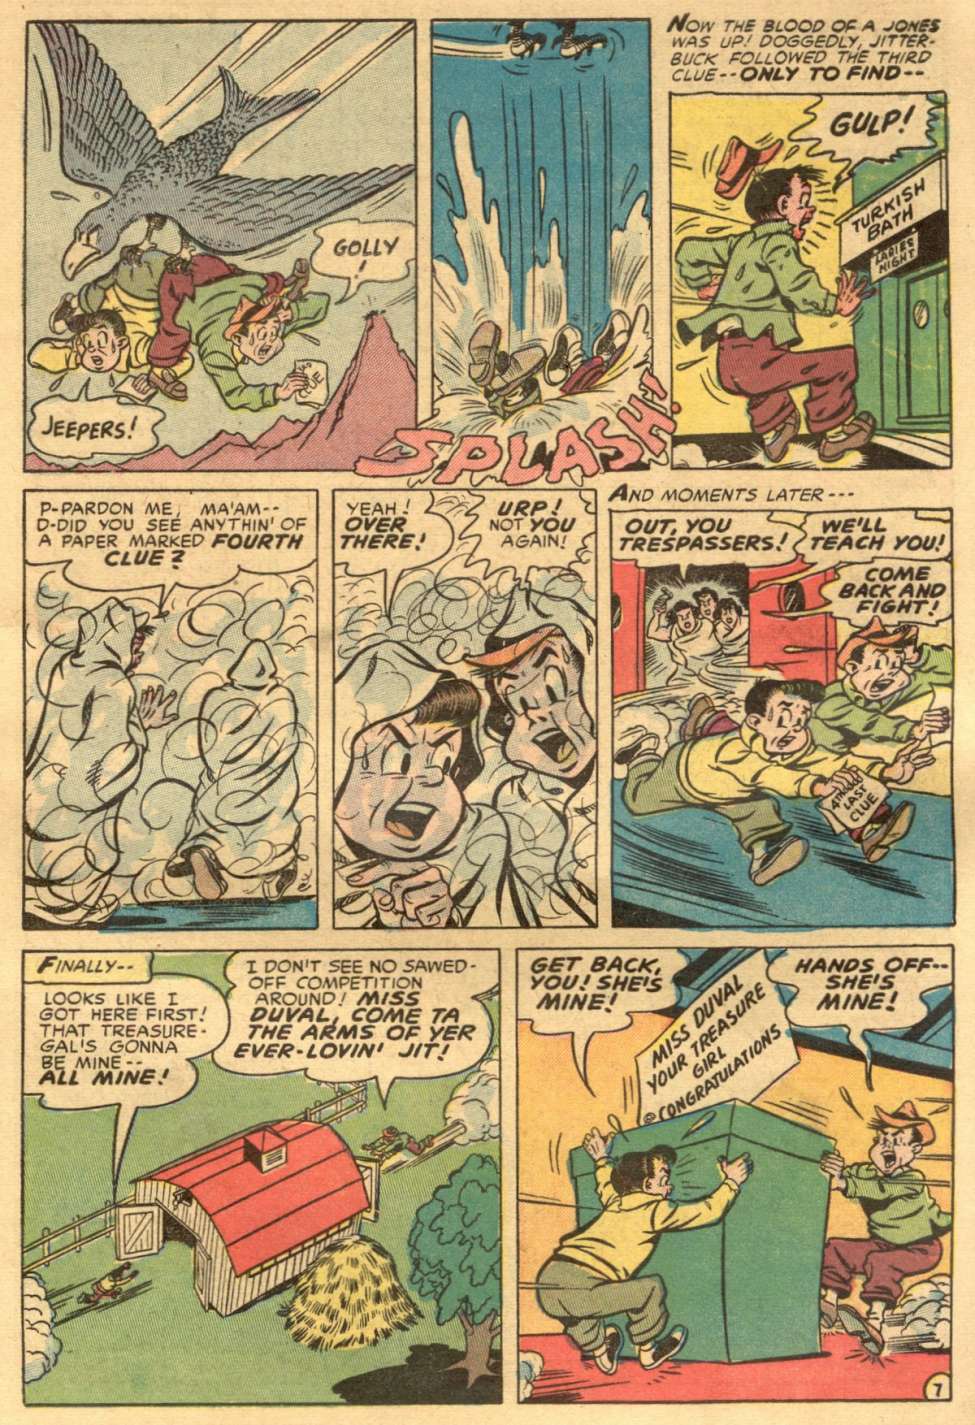 GOLLY
!
JEEPERS!
UE
SPLASH!
NOW THE BLOOD OF A JONES
WAS UP! DOGGEDLY, JITTER-
BUCK FOLLOWED THE THIRD
CLUE--ONLY TO FIND--
GULP!
TURKISH
BATH
LADIES
NIGHT
P-PARDON ME, MA'AM--
D-DID YOU SEE ANYTHIN' OF
A PAPER MARKED FOURTH
CLUE?
YEAH!
OVER
THERE!
URP!
NOT YOU
AGAIN!
AND MOMENTS LATER---
OUT, YOU
TRESPASSERS!
WE'LL
TEACH YOU!
COME
BACK AND
FIGHT!
LAST
CLUE
FINALLY--
LOOKS LIKE I
GOT HERE FIRST!
THAT TREASURE-
GAL'S GONNA
BE MINE--
ALL MINE!
I DON'T SEE NO SAWED-
OFF COMPETITION
AROUND! MISS
DUVAL, COME TA
THE ARMS OF YER
EVER-LOVIN' JIT!
GET BACK,
YOU! SHE'S
MINE!
MISS DUVAL
YOUR TREASURE
GIRL
CONGRATULATIONS
HANDS OFF--
SHE'S
MINE!
7